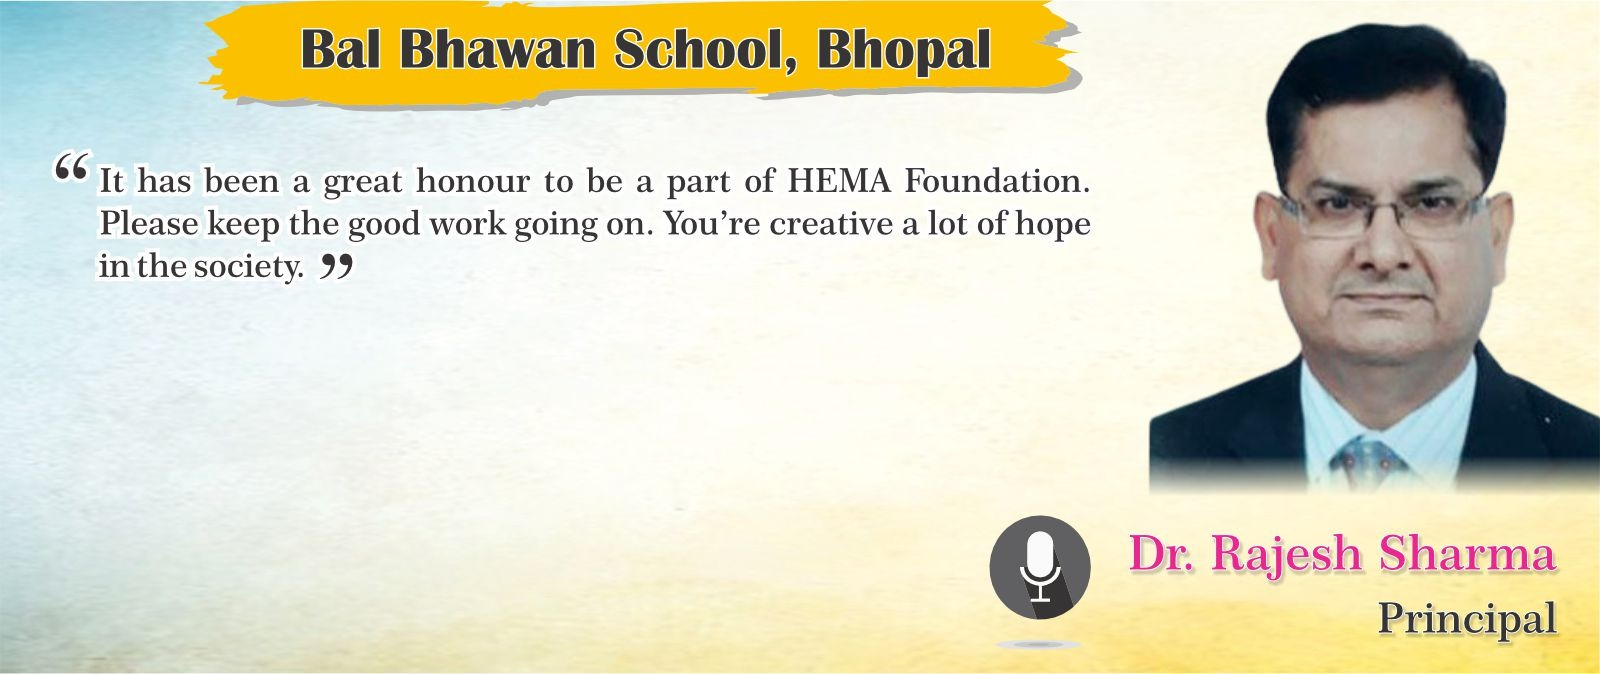 Bal Bhawan School, Bhopal
“ It has been a great honour to be a part of HEMA Foundation.
Please keep the good work going on. You’re creative a lot of hope
in the society. ”
Dr. Rajesh Sharma
Principal